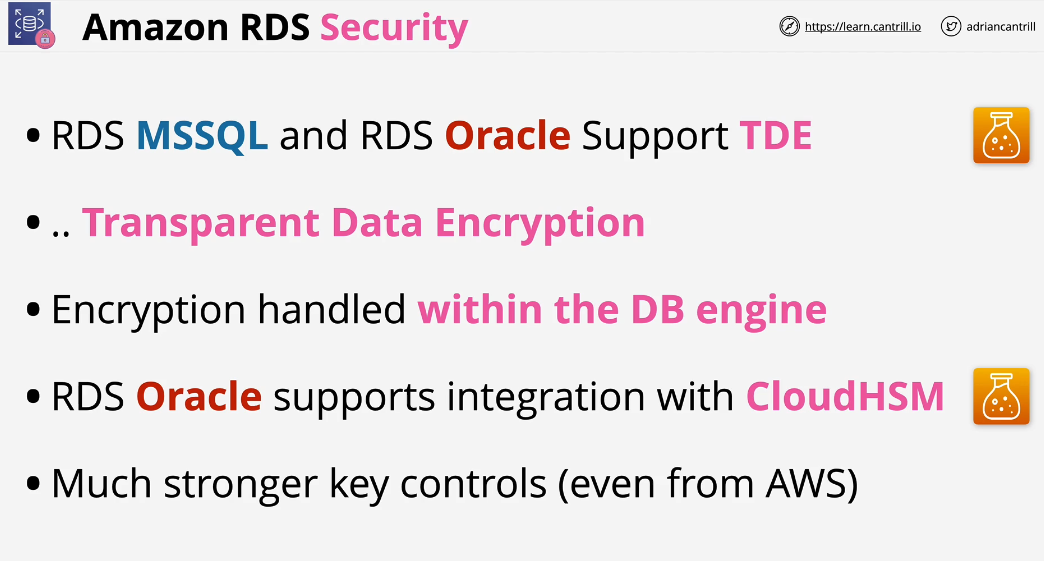 Amazon RDS Security
https://learn.cantrill.io
adriancantrill
• RDS MSSQL and RDS Oracle Support TDE
• .. Transparent Data Encryption
• Encryption handled within the DB engine
• RDS Oracle supports integration with CloudHSM
• Much stronger key controls (even from AWS)